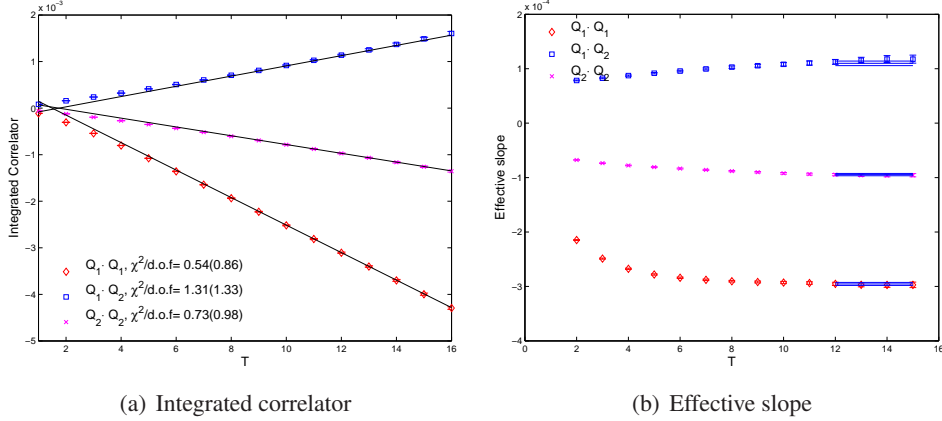 x 10⁻³
2
1
0
−1
−2
−3
−4
−5
Integrated Correlator
Q₁· Q₁, χ²/d.o.f= 0.54(0.86)
Q₁· Q₂, χ²/d.o.f= 1.31(1.33)
Q₂· Q₂, χ²/d.o.f= 0.73(0.98)
2 4 6 8 10 12 14 16
T
(a) Integrated correlator
x 10⁻⁴
2
1
0
−1
−2
−3
−4
Effective slope
Q₁· Q₁
Q₁· Q₂
Q₂· Q₂
0 2 4 6 8 10 12 14 16
T
(b) Effective slope